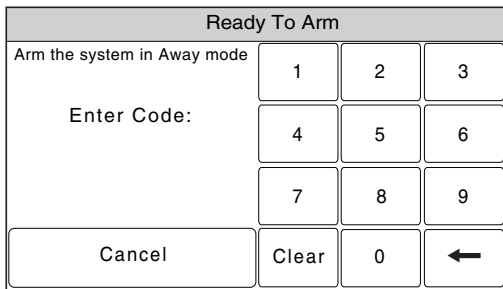 Ready To Arm
Arm the system in Away mode
Enter Code:
1 2 3
4 5 6
7 8 9
Cancel Clear 0